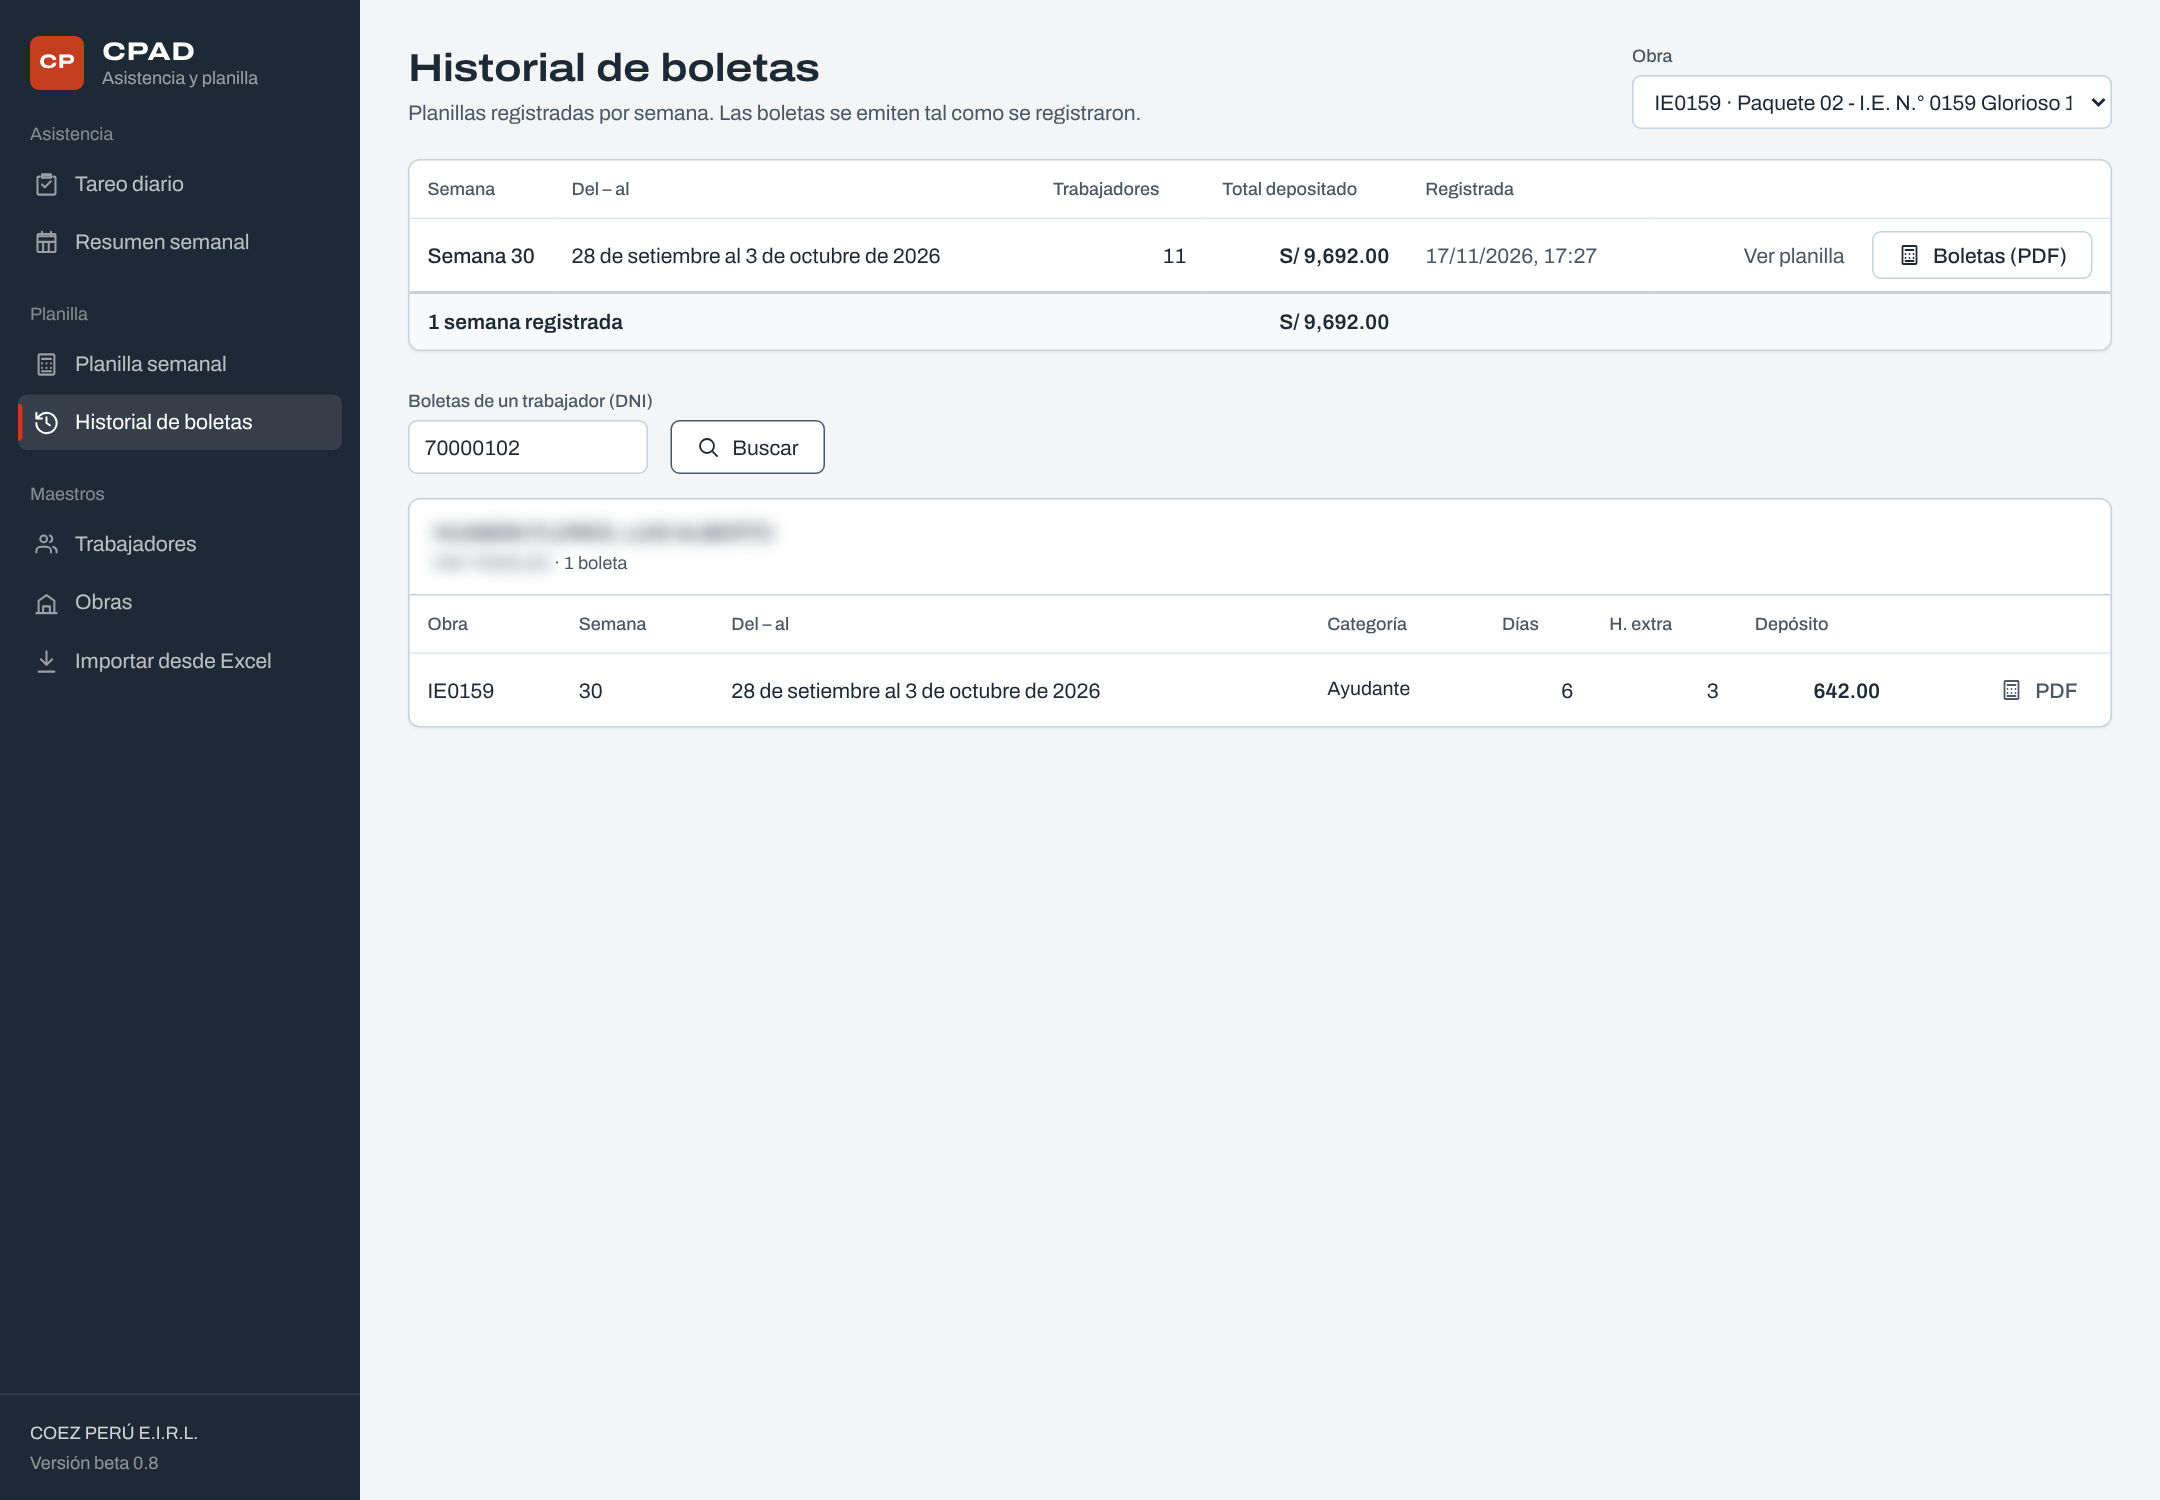 CP
CPAD
Asistencia y planilla
Asistencia
Tareo diario
Resumen semanal
Planilla
Planilla semanal
Historial de boletas
Maestros
Trabajadores
Obras
Importar desde Excel
COEZ PERÚ E.I.R.L.
Versión beta 0.8
Historial de boletas
Planillas registradas por semana. Las boletas se emiten tal como se registraron.
Obra
IE0159 · Paquete 02 - I.E. N.° 0159 Glorioso 1
Semana Del – al Trabajadores Total depositado Registrada
Semana 30 28 de setiembre al 3 de octubre de 2026 11 S/ 9,692.00 17/11/2026, 17:27 Ver planilla Boletas (PDF)
1 semana registrada S/ 9,692.00
Boletas de un trabajador (DNI)
70000102 Buscar
· 1 boleta
Obra Semana Del – al Categoría Días H. extra Depósito
IE0159 30 28 de setiembre al 3 de octubre de 2026 Ayudante 6 3 642.00 PDF